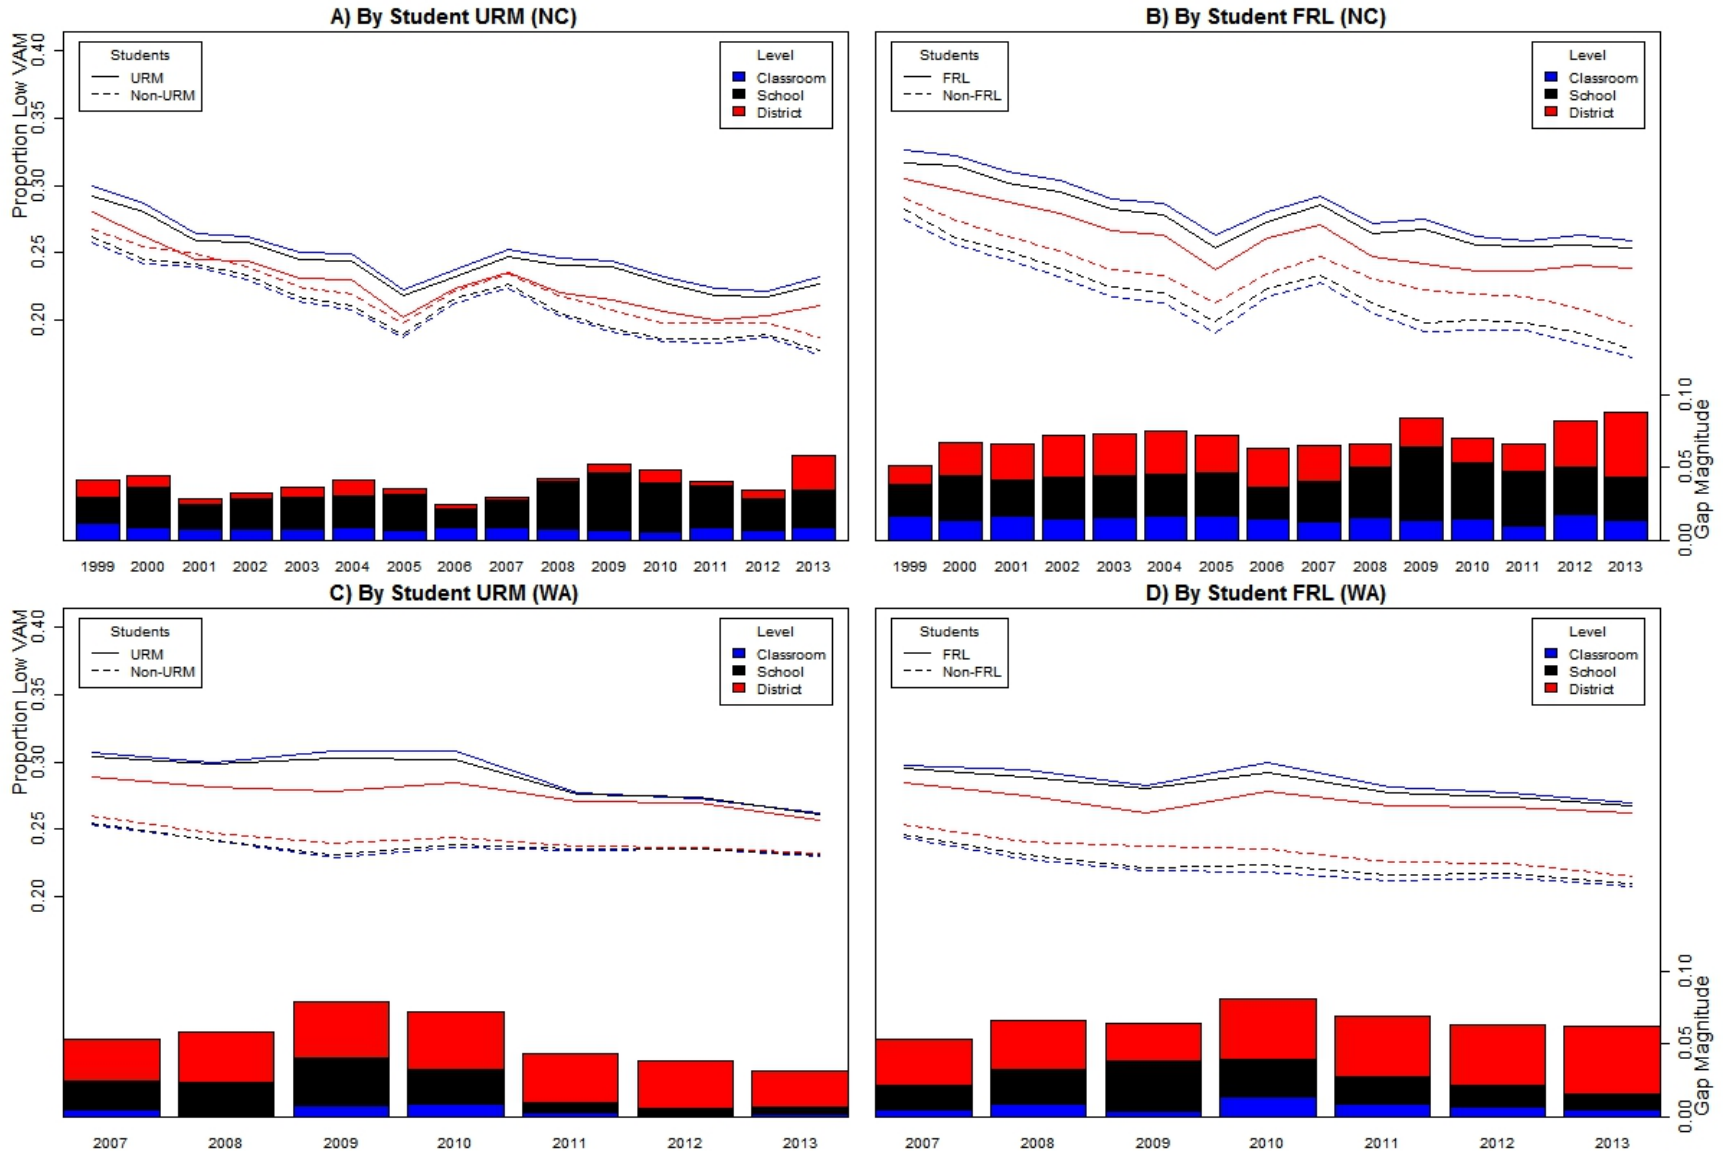 A) By Student URM (NC)
Proportion Low VAM
0.40
0.35
0.30
0.25
0.20
Students
URM
Non-URM
Level
Classroom
School
District
1999 2000 2001 2002 2003 2004 2005 2006 2007 2008 2009 2010 2011 2012 2013
B) By Student FRL (NC)
Students
FRL
Non-FRL
Level
Classroom
School
District
0.10
0.05
0.00
Gap Magnitude
1999 2000 2001 2002 2003 2004 2005 2006 2007 2008 2009 2010 2011 2012 2013
C) By Student URM (WA)
Proportion Low VAM
0.40
0.35
0.30
0.25
0.20
Students
URM
Non-URM
Level
Classroom
School
District
2007 2008 2009 2010 2011 2012 2013
D) By Student FRL (WA)
Students
FRL
Non-FRL
Level
Classroom
School
District
0.10
0.05
0.00
Gap Magnitude
2007 2008 2009 2010 2011 2012 2013